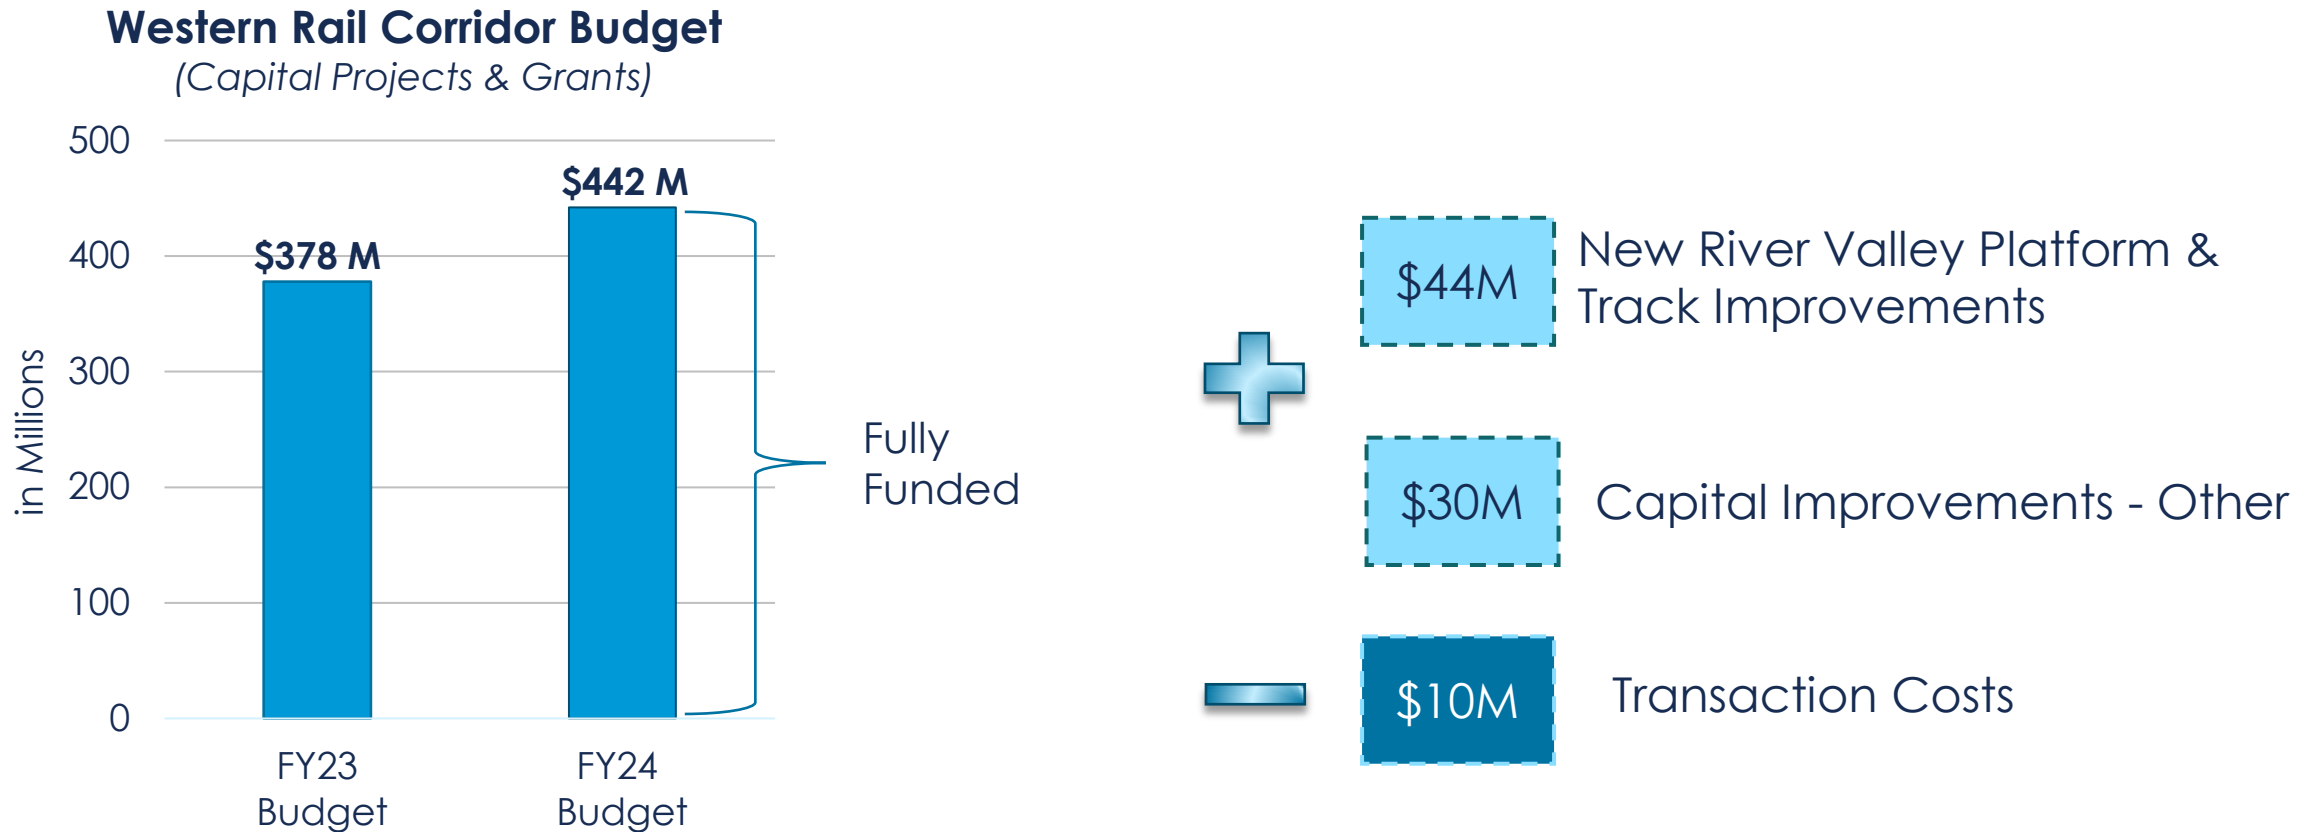 Western Rail Corridor Budget
(Capital Projects & Grants)
500
400
300
200
100
0
in Millions
$378 M
$442 M
FY23
Budget
FY24
Budget
Fully
Funded
$44M
New River Valley Platform &
Track Improvements
$30M
Capital Improvements - Other
$10M
Transaction Costs